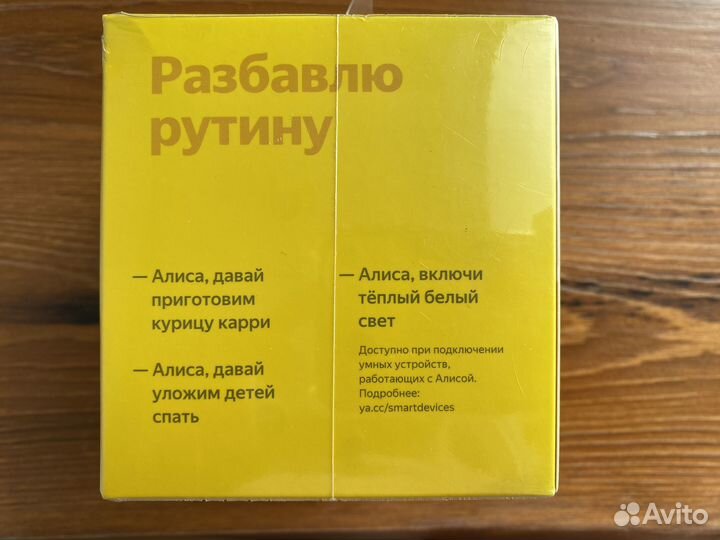 Разбавлю
рутину
— Алиса, давай
приготовим
курицу карри
— Алиса, давай
уложим детей
спать
— Алиса, включи
тёплый белый
свет
Доступно при подключении
умных устройств,
работающих с Алисой.
Подробнее:
ya.cc/smartdevices
Avito